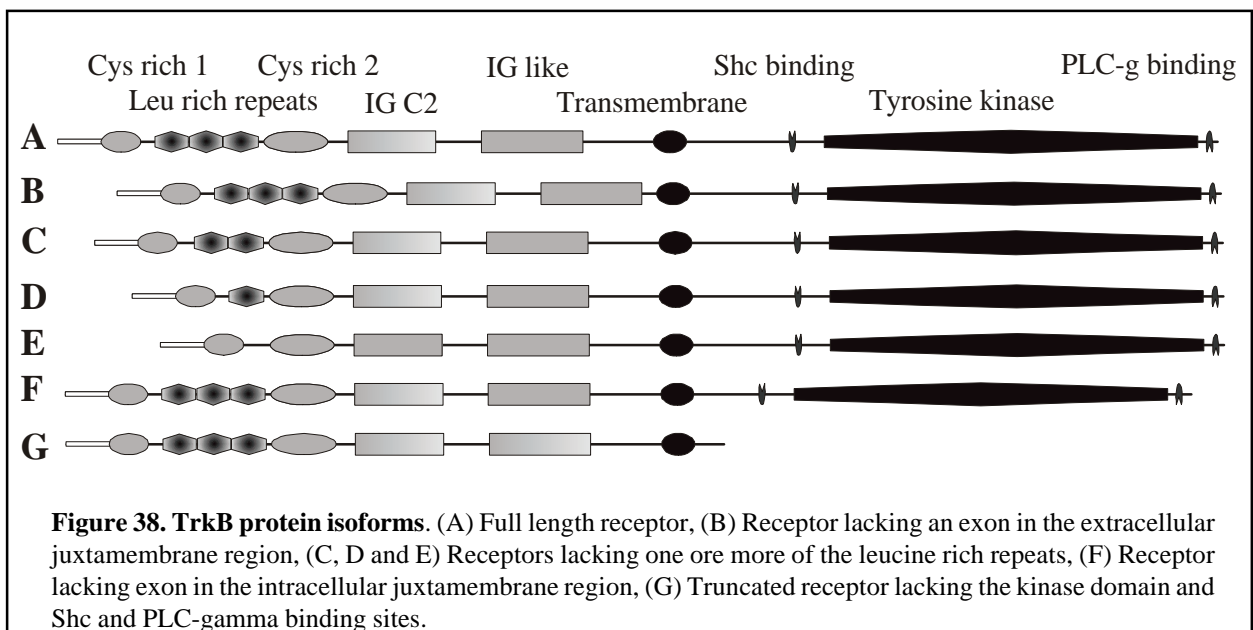 Cys rich 1 Cys rich 2 IG like Shc binding PLC-g binding
Leu rich repeats IG C2 Transmembrane Tyrosine kinase
A
B
C
D
E
F
G
Figure 38. TrkB protein isoforms. (A) Full length receptor, (B) Receptor lacking an exon in the extracellular
juxtamembrane region, (C, D and E) Receptors lacking one ore more of the leucine rich repeats, (F) Receptor
lacking exon in the intracellular juxtamembrane region, (G) Truncated receptor lacking the kinase domain and
Shc and PLC-gamma binding sites.